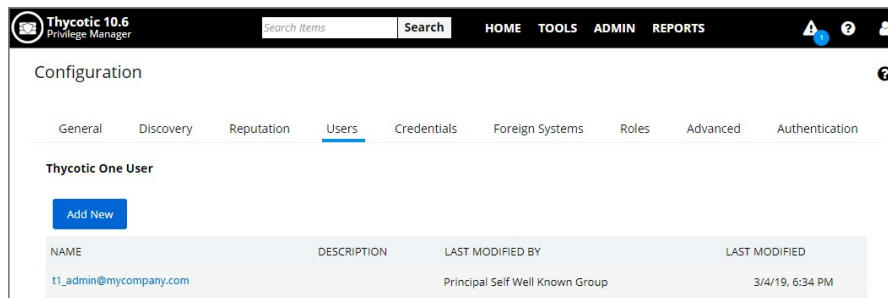 Thycotic 10.6
Privilege Manager
Search Items Search HOME TOOLS ADMIN REPORTS 1 ?
Configuration ?
General Discovery Reputation Users Credentials Foreign Systems Roles Advanced Authentication
Thycotic One User
Add New
NAME DESCRIPTION LAST MODIFIED BY LAST MODIFIED
t1_admin@mycompany.com Principal Self Well Known Group 3/4/19, 6:34 PM